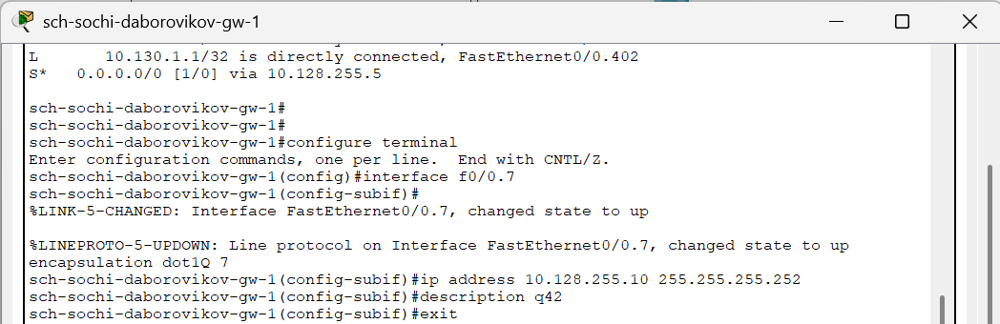 sch-sochi-daborovikov-gw-1
L 10.130.1.1/32 is directly connected, FastEthernet0/0.402
S* 0.0.0.0/0 [1/0] via 10.128.255.5
sch-sochi-daborovikov-gw-1#
sch-sochi-daborovikov-gw-1#
sch-sochi-daborovikov-gw-1#configure terminal
Enter configuration commands, one per line. End with CNTL/Z.
sch-sochi-daborovikov-gw-1(config)#interface f0/0.7
sch-sochi-daborovikov-gw-1(config-subif)#
%LINK-5-CHANGED: Interface FastEthernet0/0.7, changed state to up
%LINEPROTO-5-UPDOWN: Line protocol on Interface FastEthernet0/0.7, changed state to up
encapsulation dot1Q 7
sch-sochi-daborovikov-gw-1(config-subif)#ip address 10.128.255.10 255.255.255.252
sch-sochi-daborovikov-gw-1(config-subif)#description q42
sch-sochi-daborovikov-gw-1(config-subif)#exit